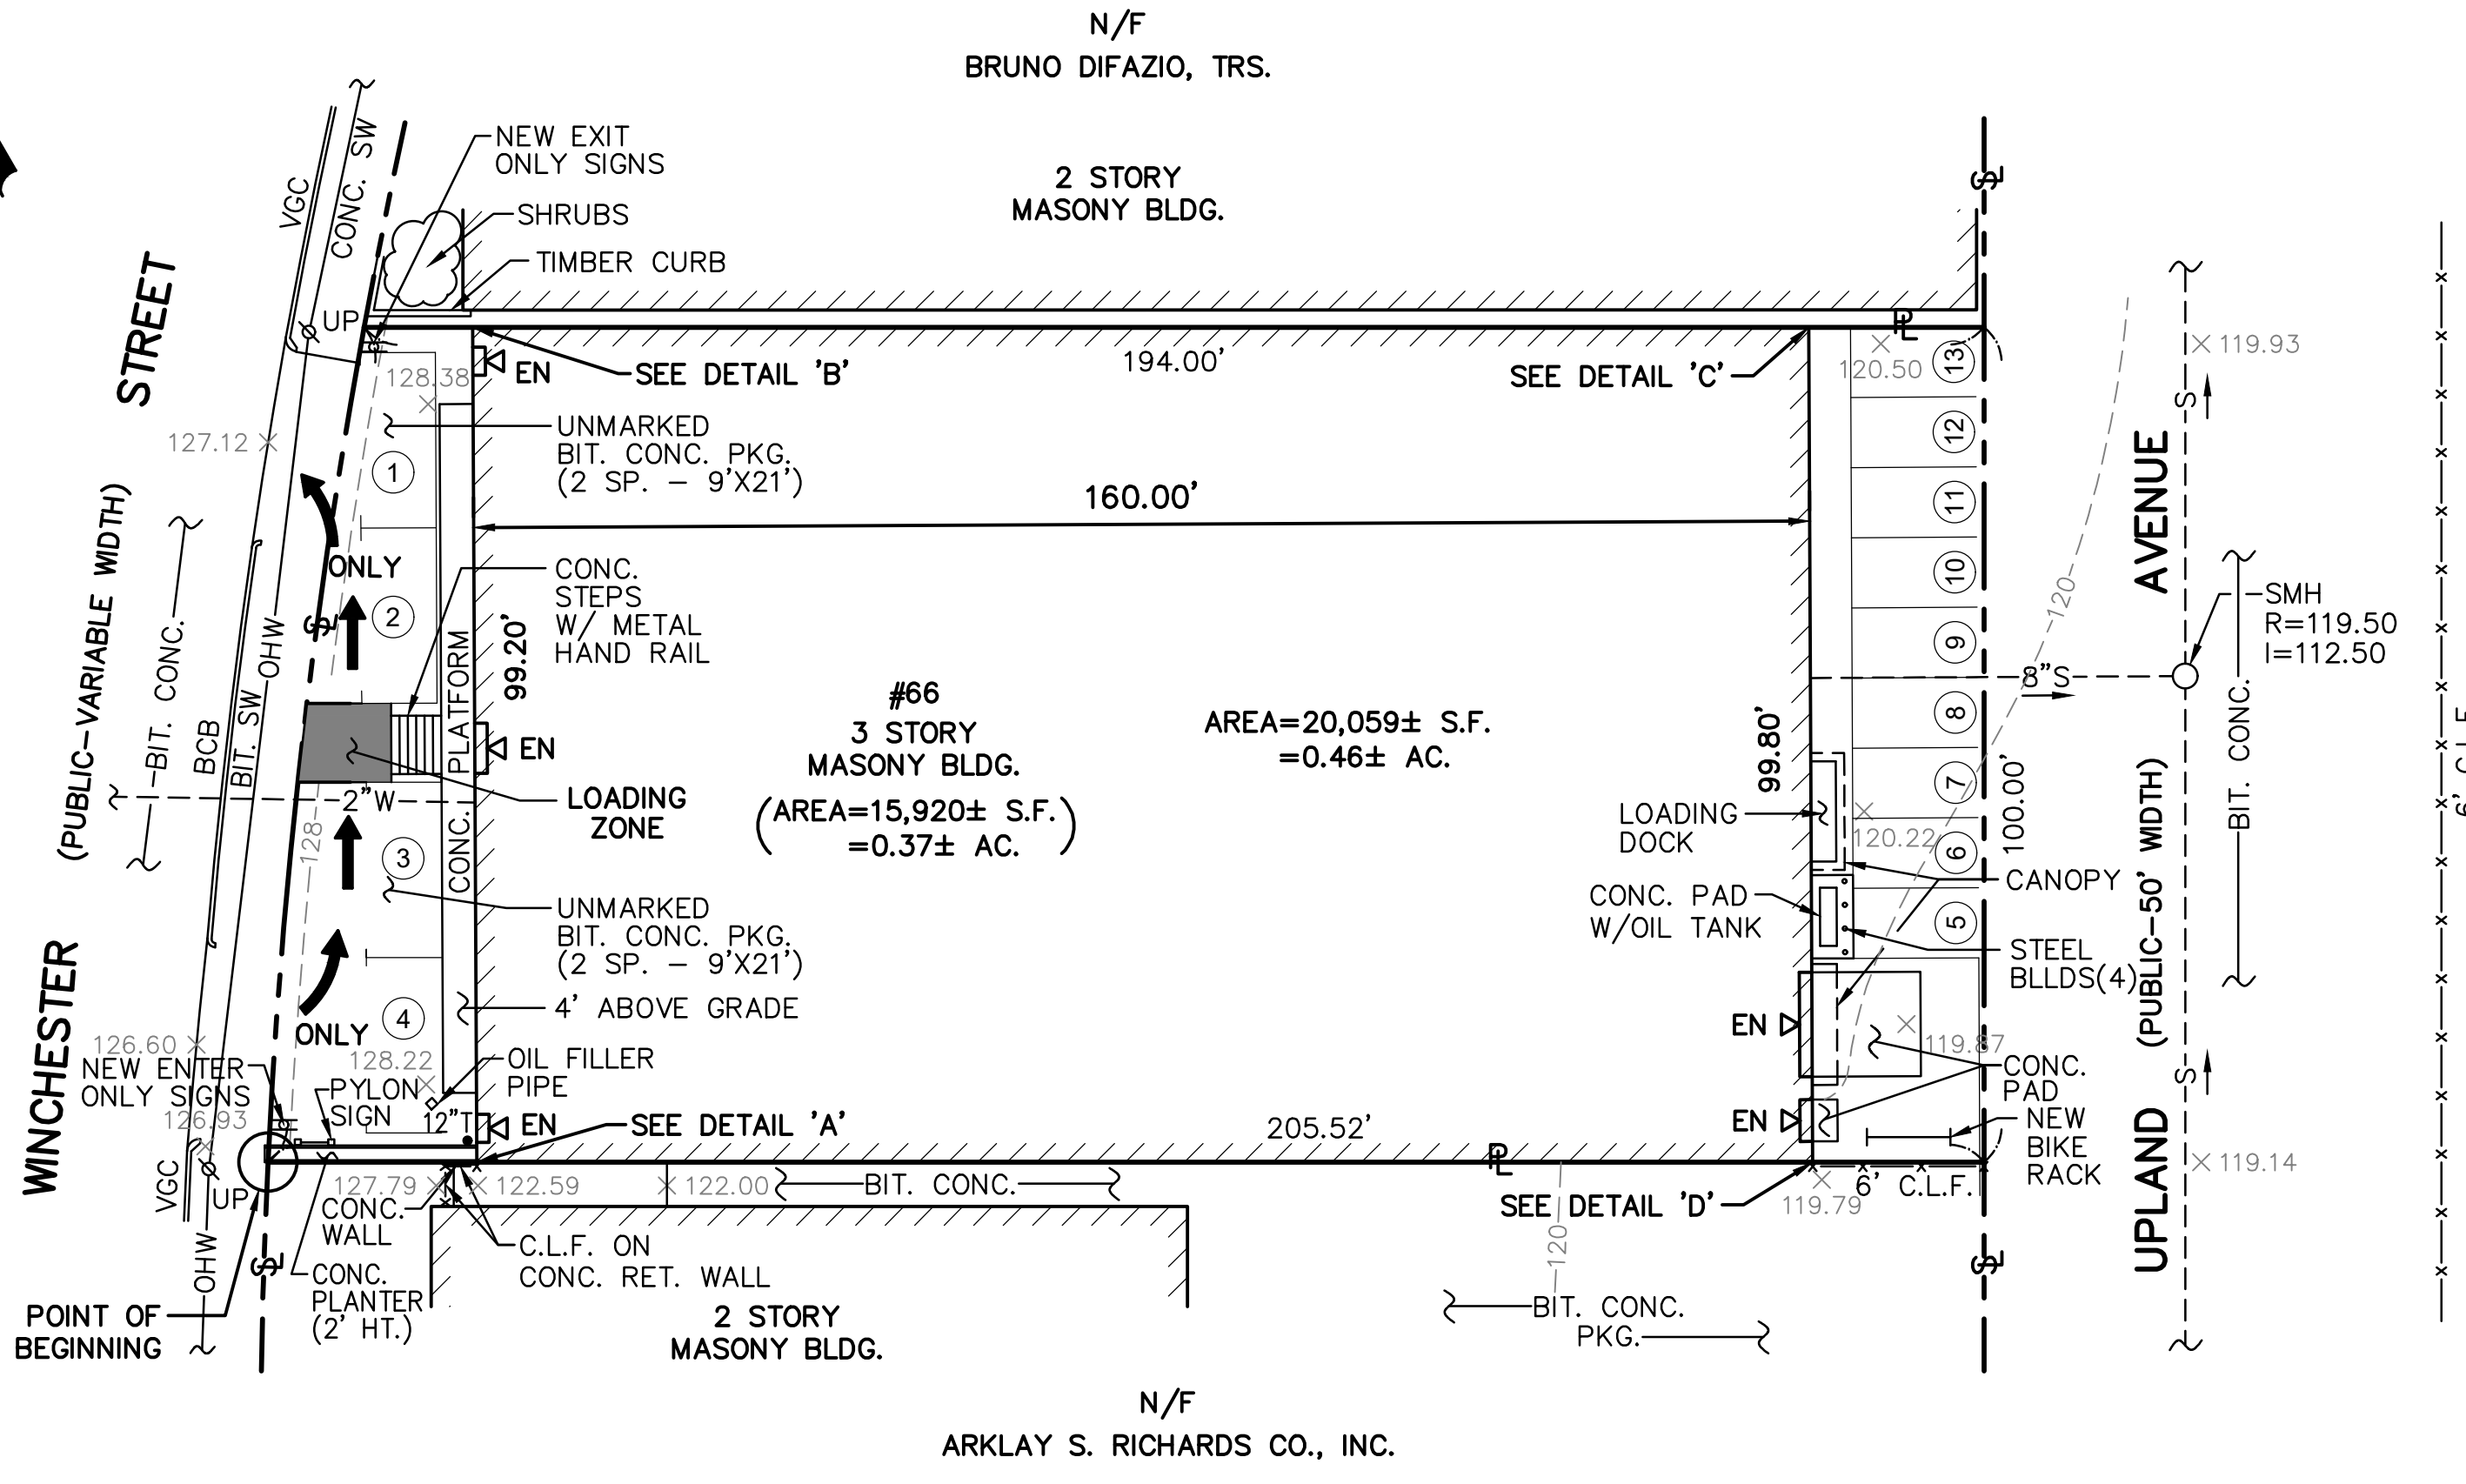 N/F
BRUNO DIFAZIO, TRS.
2 STORY
MASONY BLDG.
NEW EXIT
ONLY SIGNS
SHRUBS
TIMBER CURB
VGC
CONC. SW
STREET
UP
EN
SEE DETAIL 'B'
194.00'
SEE DETAIL 'C'
PL
SL
128.38
127.12
UNMARKED
BIT. CONC. PKG.
(2 SP. – 9'X21')
1
160.00'
120.50
13
12
11
10
9
8
7
6
5
119.93
S
AVENUE
(PUBLIC–VARIABLE WIDTH)
BIT. CONC.
BCB
BIT. SW
OHW
ONLY
2
SL
CONC.
STEPS
W/ METAL
HAND RAIL
PLATFORM
CONC.
99.20'
#66
3 STORY
MASONY BLDG.
(AREA=15,920± S.F.
=0.37± AC.)
AREA=20,059± S.F.
=0.46± AC.
EN
LOADING
ZONE
2"W
128
3
UNMARKED
BIT. CONC. PKG.
(2 SP. – 9'X21')
4' ABOVE GRADE
4
ONLY
99.80'
LOADING
DOCK
CONC. PAD
W/OIL TANK
120.22
100.00'
CANOPY
STEEL
BLLDS(4)
8"S
120
SMH
R=119.50
I=112.50
BIT. CONC.
(PUBLIC–50' WIDTH)
6' C.L.F.
WINCHESTER
126.60
NEW ENTER
ONLY SIGNS
126.93
128.22
PYLON
SIGN
OIL FILLER
PIPE
12"T
EN
SEE DETAIL 'A'
205.52'
PL
EN
EN
119.87
CONC.
PAD
NEW
BIKE
RACK
S
UPLAND
119.14
VGC
UP
OHW
SL
127.79
122.59
122.00
BIT. CONC.
CONC.
WALL
CONC.
PLANTER
(2' HT.)
C.L.F. ON
CONC. RET. WALL
POINT OF
BEGINNING
2 STORY
MASONY BLDG.
SEE DETAIL 'D'
119.79
6' C.L.F.
120
BIT. CONC.
PKG.
SL
N/F
ARKLAY S. RICHARDS CO., INC.